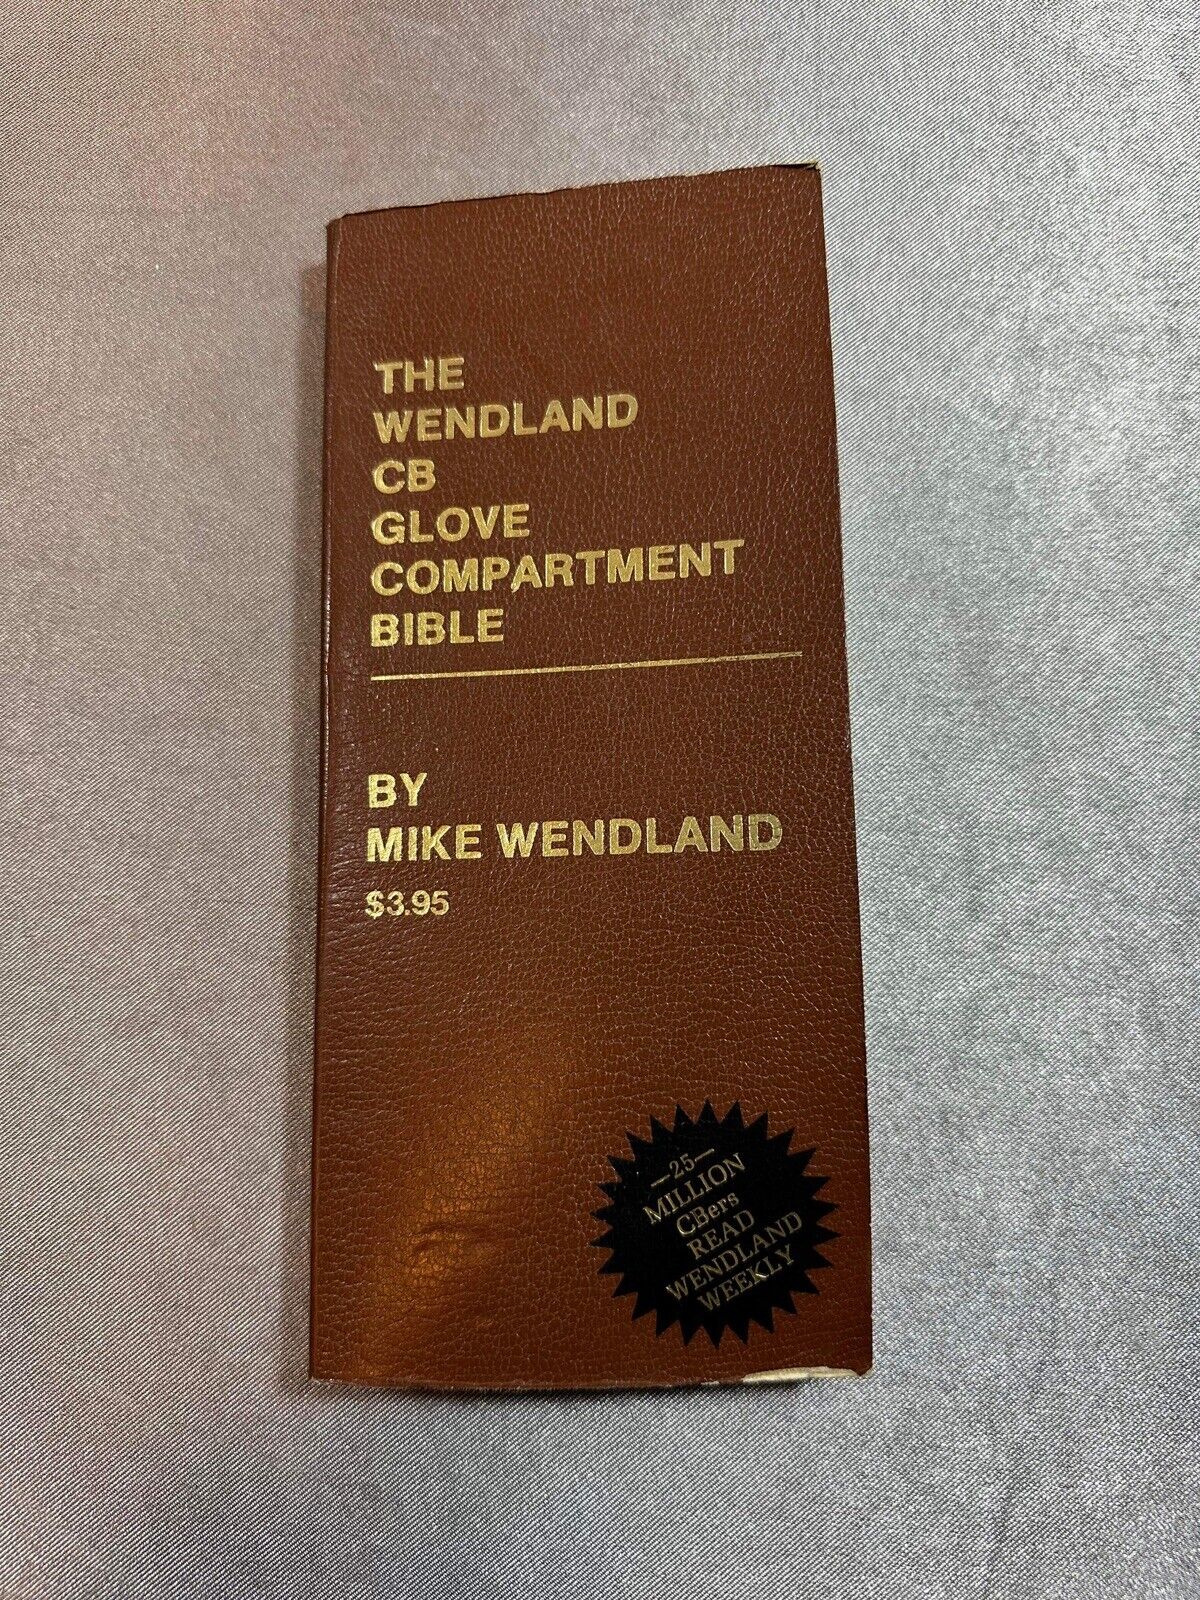 THE
WENDLAND
CB
GLOVE
COMPARTMENT
BIBLE
BY
MIKE WENDLAND
$3.95
—25—
MILLION
CBers
READ
WENDLAND
WEEKLY